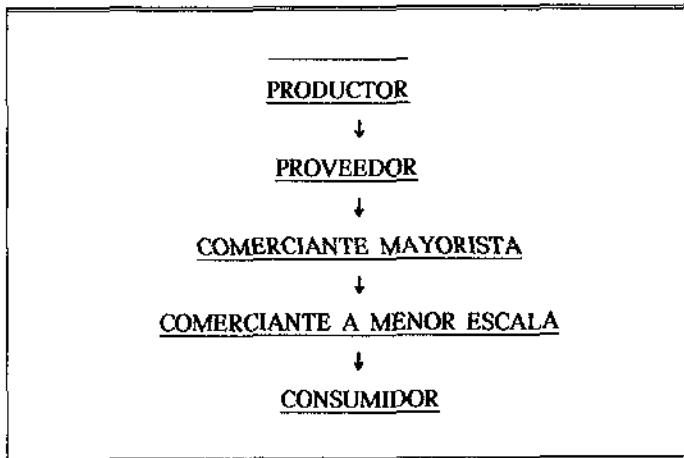 PRODUCTOR
↓
PROVEEDOR
↓
COMERCIANTE MAYORISTA
↓
COMERCIANTE A MENOR ESCALA
↓
CONSUMIDOR